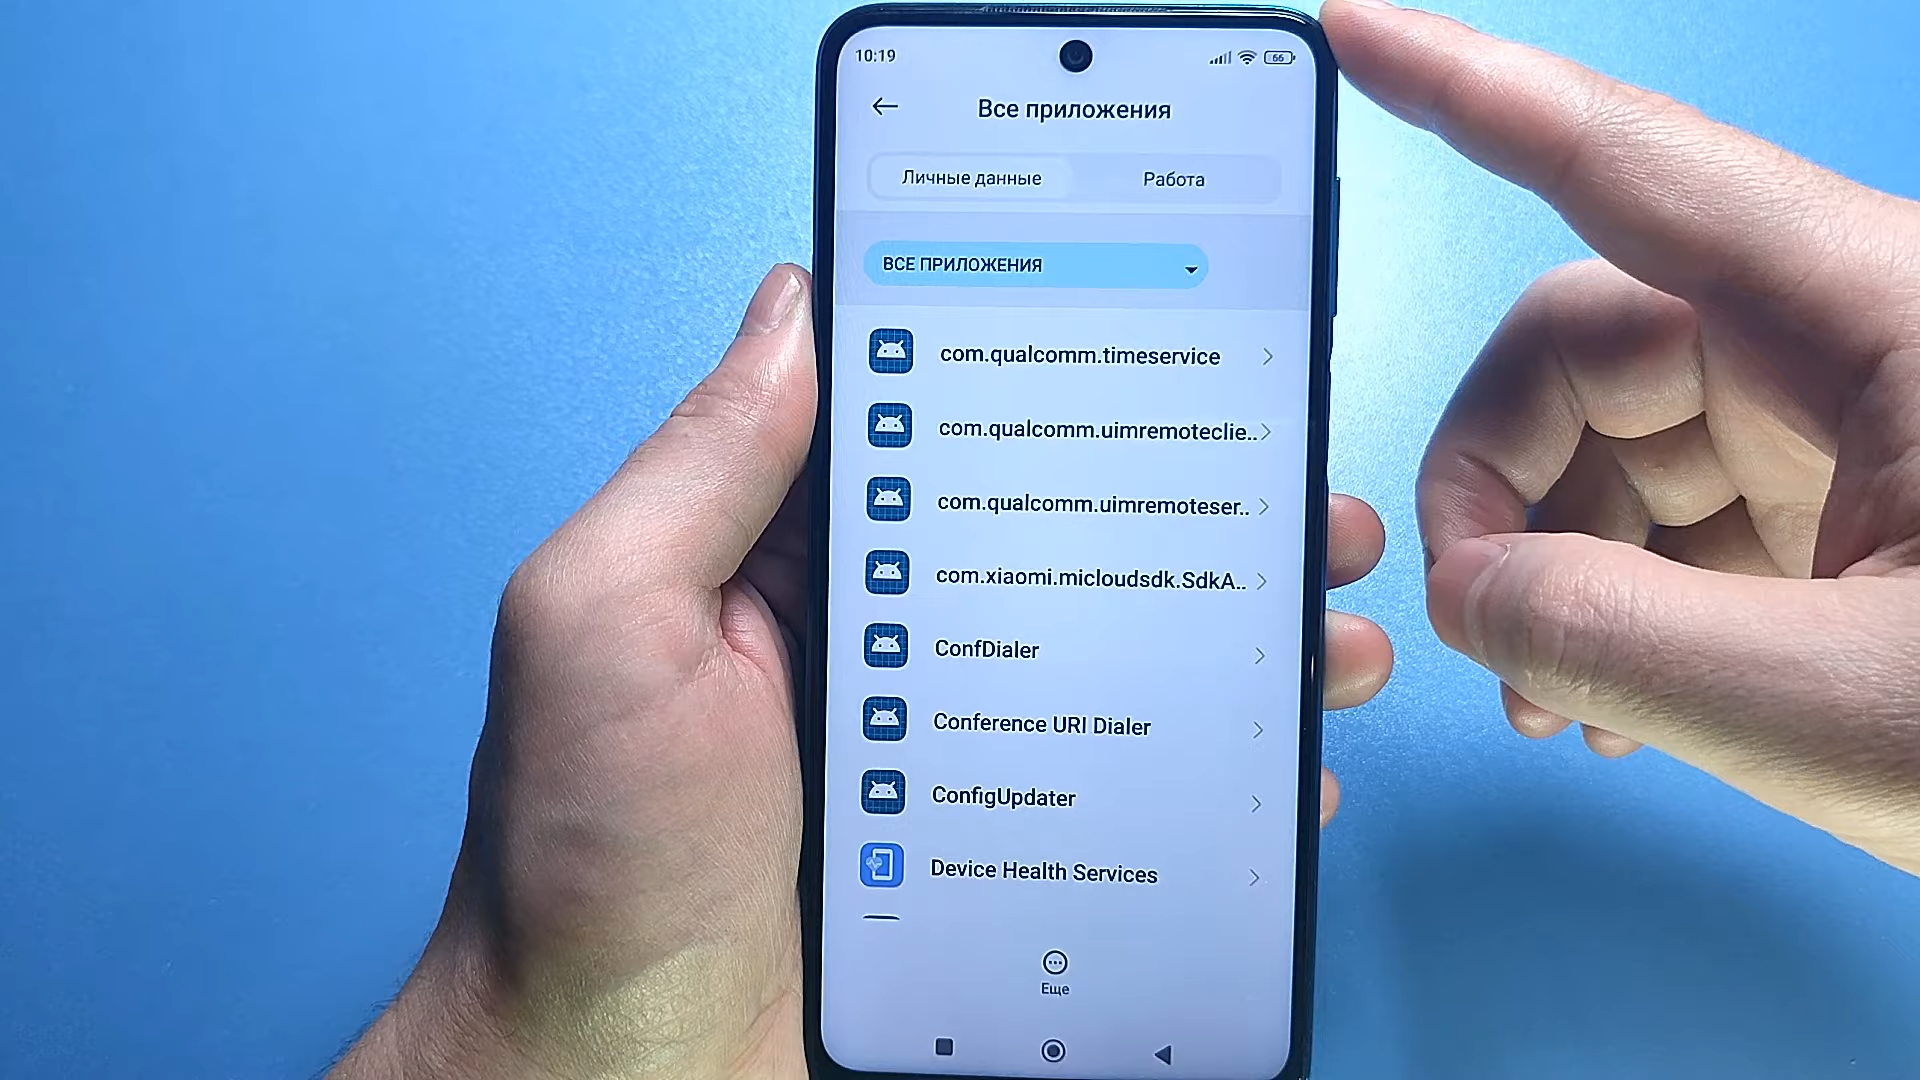 10:19
66
Все приложения
Личные данные
Работа
ВСЕ ПРИЛОЖЕНИЯ
com.qualcomm.timeservice
com.qualcomm.uimremoteclie..
com.qualcomm.uimremoteser..
com.xiaomi.micloudsdk.SdkA..
ConfDialer
Conference URI Dialer
ConfigUpdater
Device Health Services
Еще